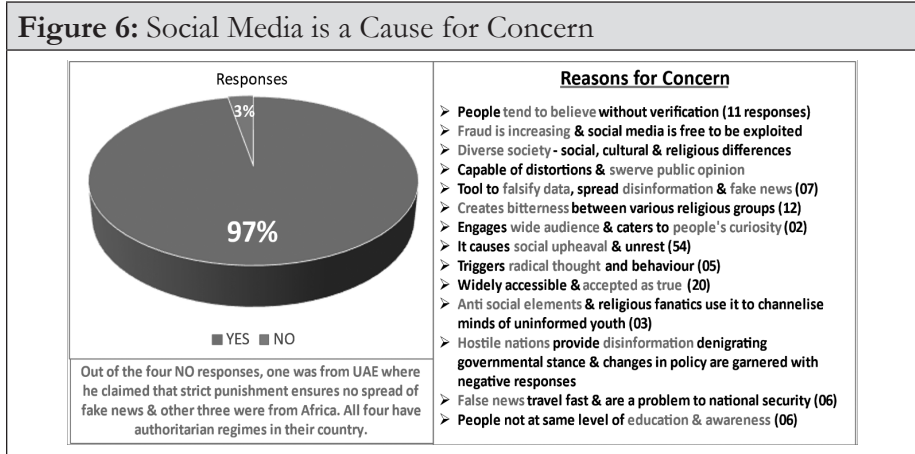 Figure 6: Social Media is a Cause for Concern
Responses
3%
97%
YES NO
Out of the four NO responses, one was from UAE where
he claimed that strict punishment ensures no spread of
fake news & other three were from Africa. All four have
authoritarian regimes in their country.
Reasons for Concern
➢ People tend to believe without verification (11 responses)
➢ Fraud is increasing & social media is free to be exploited
➢ Diverse society - social, cultural & religious differences
➢ Capable of distortions & swerve public opinion
➢ Tool to falsify data, spread disinformation & fake news (07)
➢ Creates bitterness between various religious groups (12)
➢ Engages wide audience & caters to people's curiosity (02)
➢ It causes social upheaval & unrest (54)
➢ Triggers radical thought and behaviour (05)
➢ Widely accessible & accepted as true (20)
➢ Anti social elements & religious fanatics use it to channelise
minds of uninformed youth (03)
➢ Hostile nations provide disinformation denigrating
governmental stance & changes in policy are garnered with
negative responses
➢ False news travel fast & are a problem to national security (06)
➢ People not at same level of education & awareness (06)